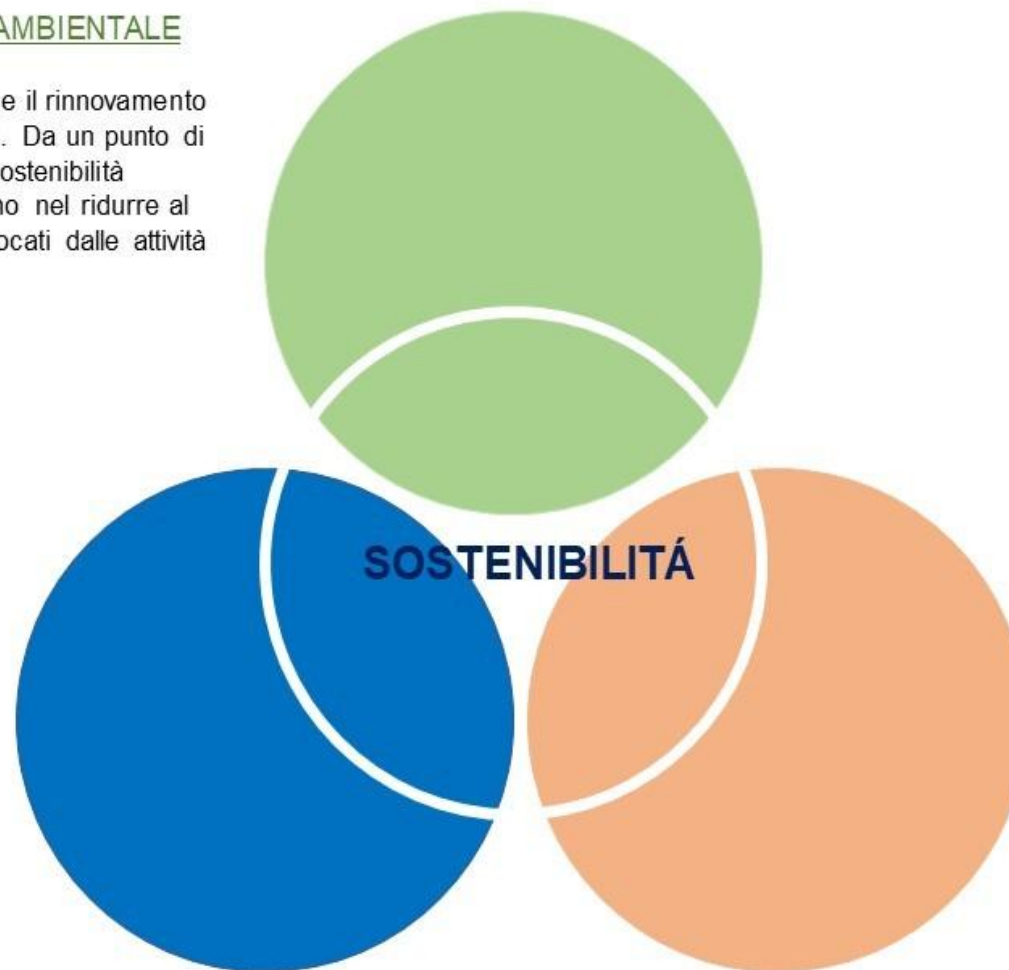 AMBIENTALE
e il rinnovamento
. Da un punto di
ostenibilità
no nel ridurre al
ocati dalle attività
SOSTENIBILITÁ